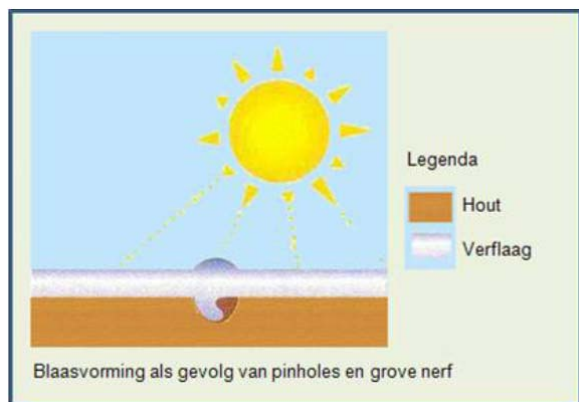 Legenda
Hout
Verflaag
Blaasvorming als gevolg van pinholes en grove nerf